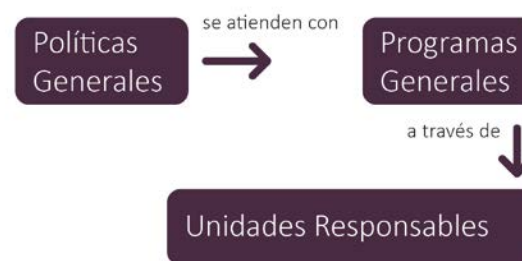 Políticas
Generales
se atienden con
Programas
Generales
a través de
Unidades Responsables